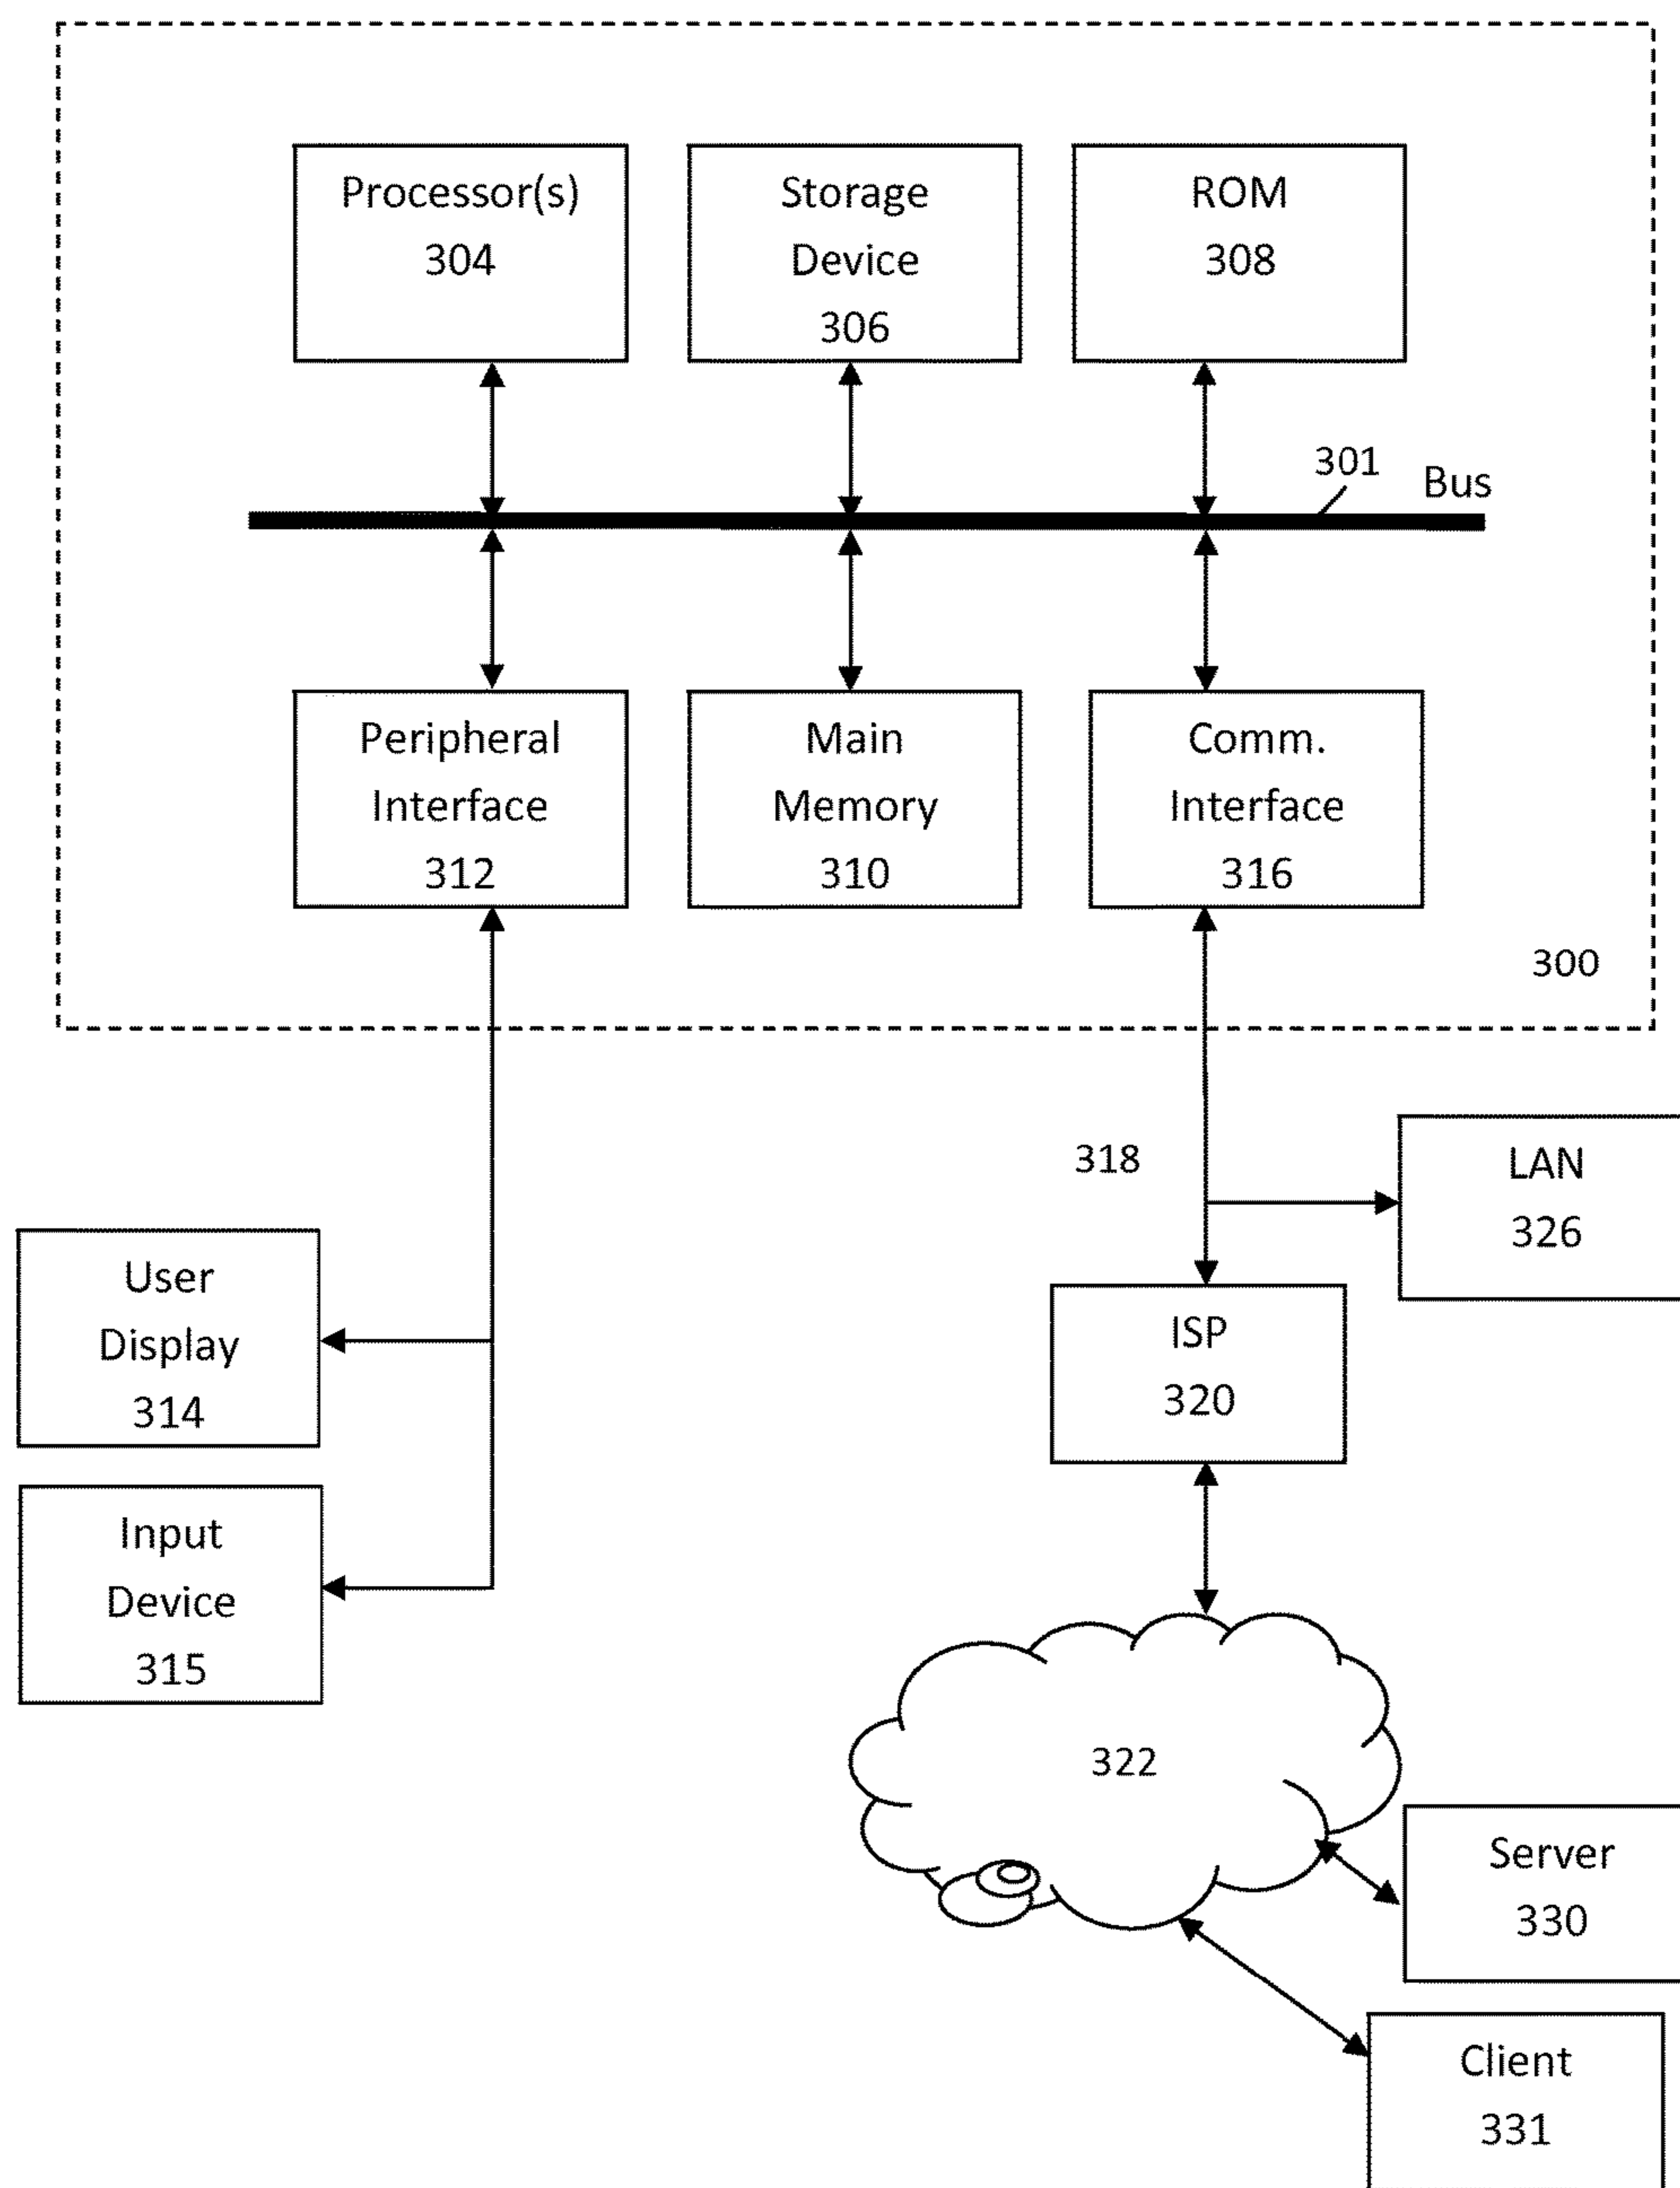 Processor(s)
304
Storage
Device
306
ROM
308
301
Bus
Peripheral
Interface
312
Main
Memory
310
Comm.
Interface
316
300
318
LAN
326
User
Display
314
ISP
320
Input
Device
315
322
Server
330
Client
331